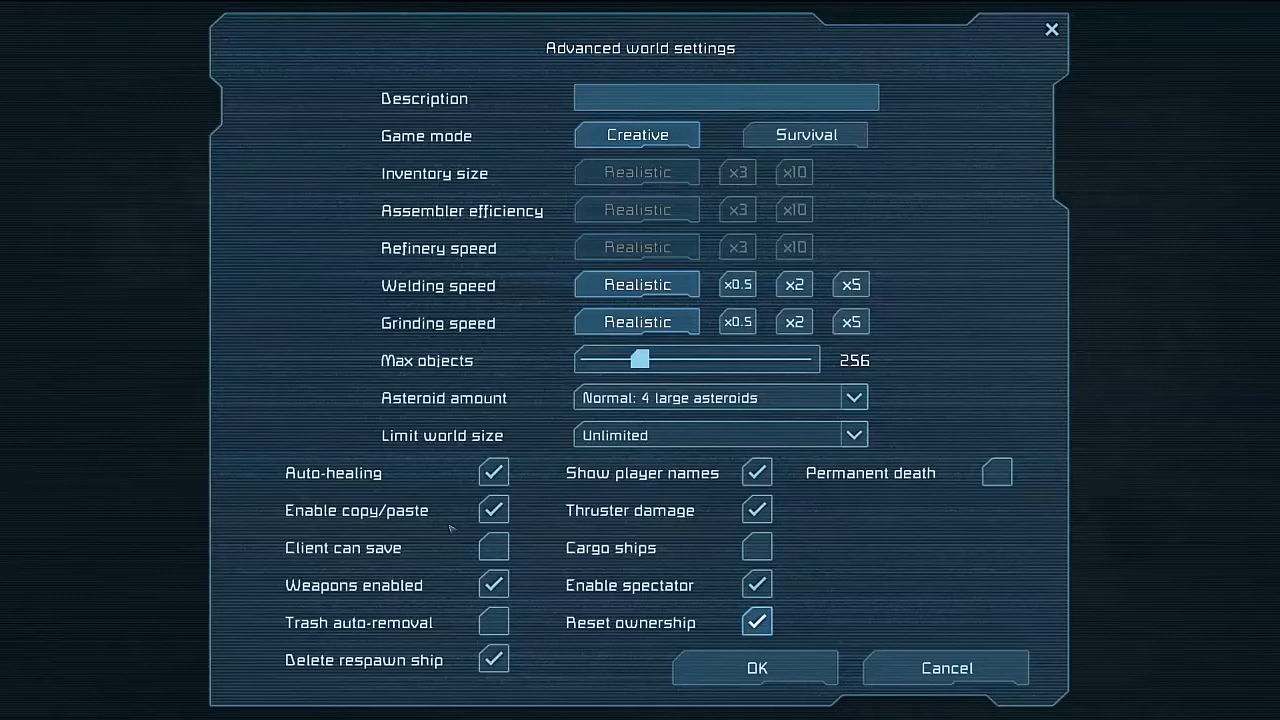 Advanced world settings
Description
Game mode Creative Survival
Inventory size Realistic x3 x10
Assembler efficiency Realistic x3 x10
Refinery speed Realistic x3 x10
Welding speed Realistic x0.5 x2 x5
Grinding speed Realistic x0.5 x2 x5
Max objects 256
Asteroid amount Normal: 4 large asteroids
Limit world size Unlimited
Auto-healing Show player names Permanent death
Enable copy/paste Thruster damage
Client can save Cargo ships
Weapons enabled Enable spectator
Trash auto-removal Reset ownership
Delete respawn ship OK Cancel